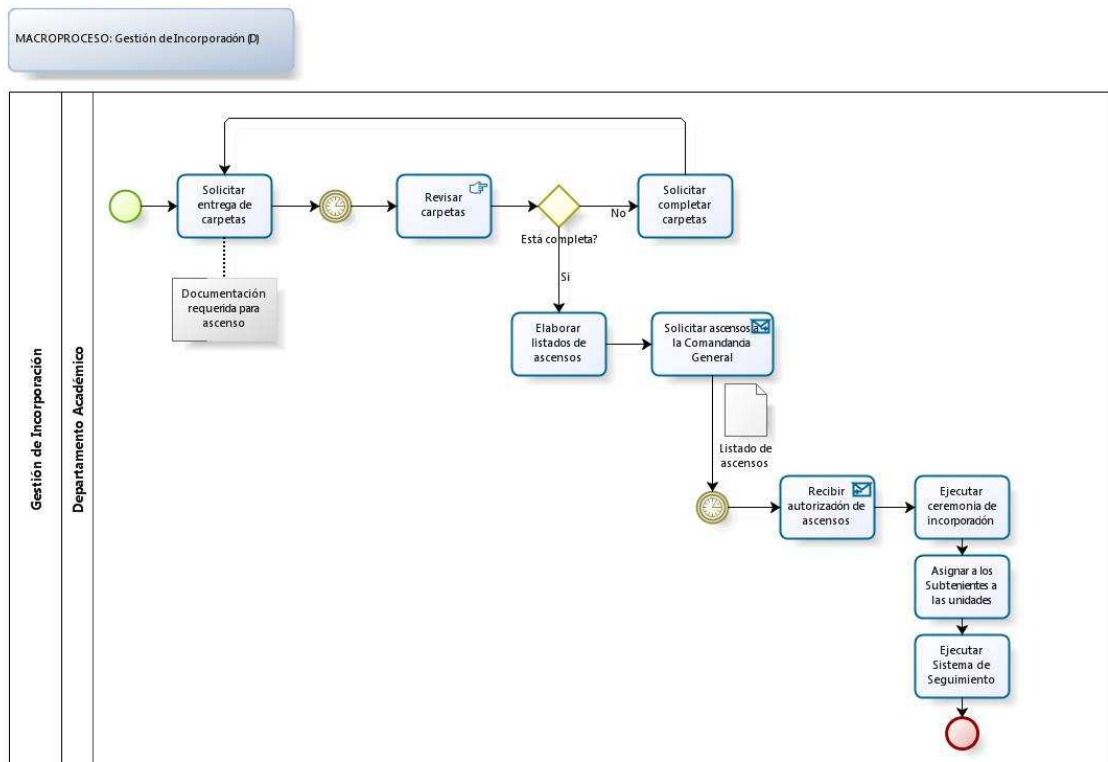 MACROPROCESO: Gestión de Incorporación (D)
Gestión de Incorporación
Departamento Académico
Solicitar
entrega de
carpetas
Revisar
carpetas
Está completa?
No
Solicitar
completar
carpetas
Documentación
requerida para
ascenso
Si
Elaborar
listados de
ascensos
Solicitar ascensos a
la Comandancia
General
Listado de
ascensos
Recibir
autorización de
ascensos
Ejecutar
ceremonia de
incorporación
Asignar a los
Subtenientes a
las unidades
Ejecutar
Sistema de
Seguimiento